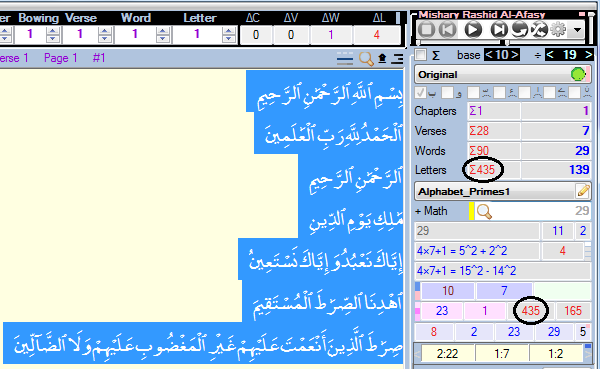 Bowing Verse Word Letter ΔC ΔV ΔW ΔL
1 1 1 1 0 0 1 4
erse 1 Page 1 #1
بِسْمِ ٱللَّهِ ٱلرَّحْمَٰنِ ٱلرَّحِيمِ
ٱلْحَمْدُ لِلَّهِ رَبِّ ٱلْعَٰلَمِينَ
ٱلرَّحْمَٰنِ ٱلرَّحِيمِ
مَٰلِكِ يَوْمِ ٱلدِّينِ
إِيَّاكَ نَعْبُدُ وَإِيَّاكَ نَسْتَعِينُ
ٱهْدِنَا ٱلصِّرَٰطَ ٱلْمُسْتَقِيمَ
صِرَٰطَ ٱلَّذِينَ أَنْعَمْتَ عَلَيْهِمْ غَيْرِ ٱلْمَغْضُوبِ عَلَيْهِمْ وَلَا ٱلضَّآلِّينَ
Mishary Rashid Al-Afasy
Σ base < 10 > ÷ < 19 >
Original
Chapters Σ1 1
Verses Σ28 7
Words Σ90 29
Letters Σ435 139
Alphabet_Primes1
+ Math 29
29 11 2
4×7+1 = 5^2 + 2^2 4
4×7+1 = 15^2 - 14^2
10 7
23 1 435 165
8 2 23 29 5
2:22 1:7 1:2